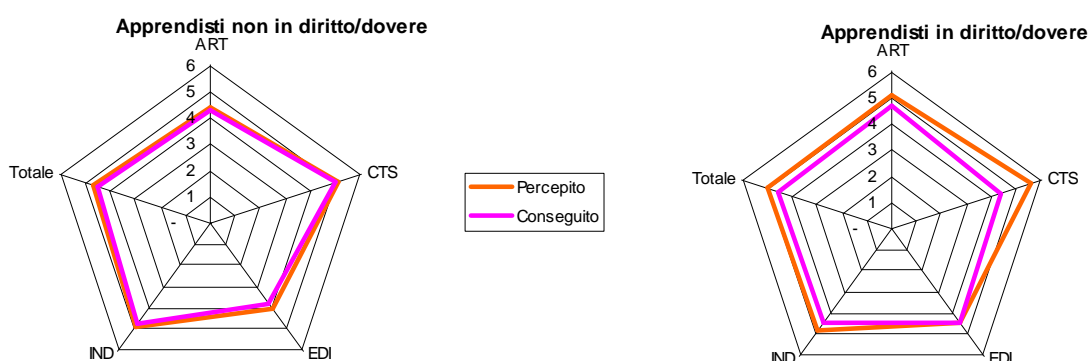 Apprendisti non in diritto/dovere
ART
6
5
4
3
2
1
-
Totale
CTS
IND
EDI
Percepito
Conseguito
Apprendisti in diritto/dovere
ART
6
5
4
3
2
1
-
Totale
CTS
IND
EDI